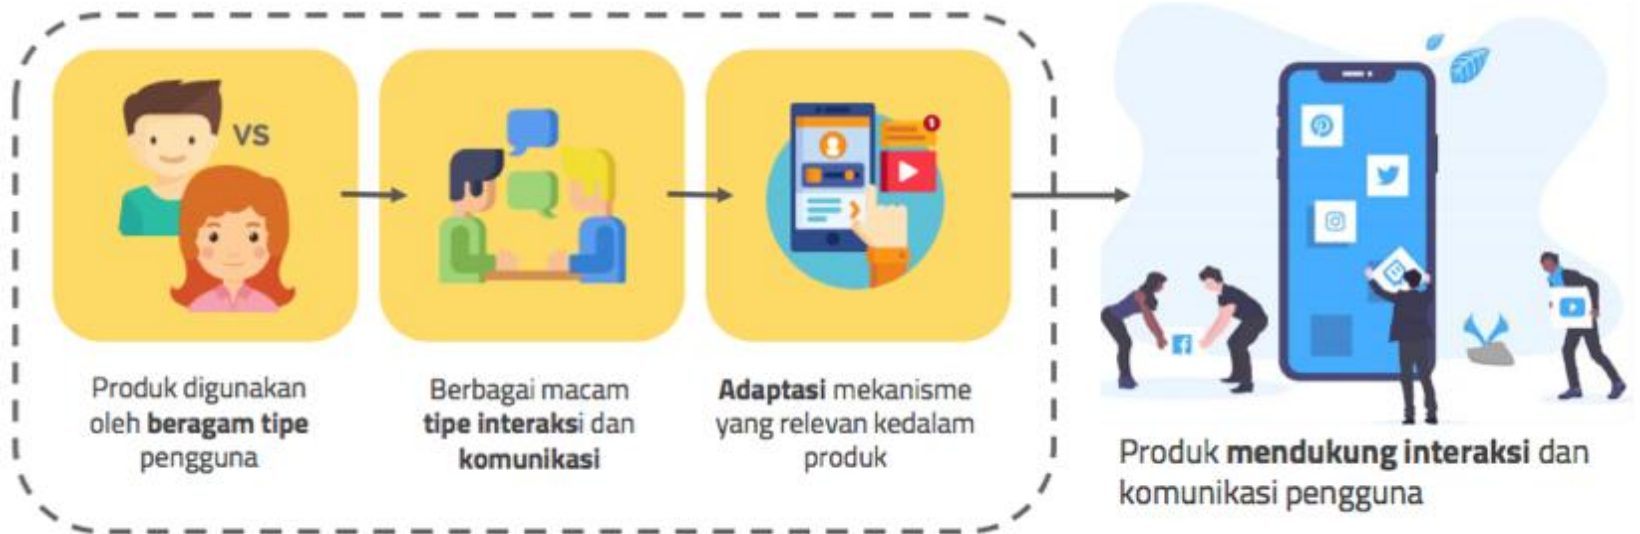 VS
1
Produk digunakan
oleh beragam tipe
pengguna
Berbagai macam
tipe interaksi dan
komunikasi
Adaptasi mekanisme
yang relevan kedalam
produk
Produk mendukung interaksi dan
komunikasi pengguna